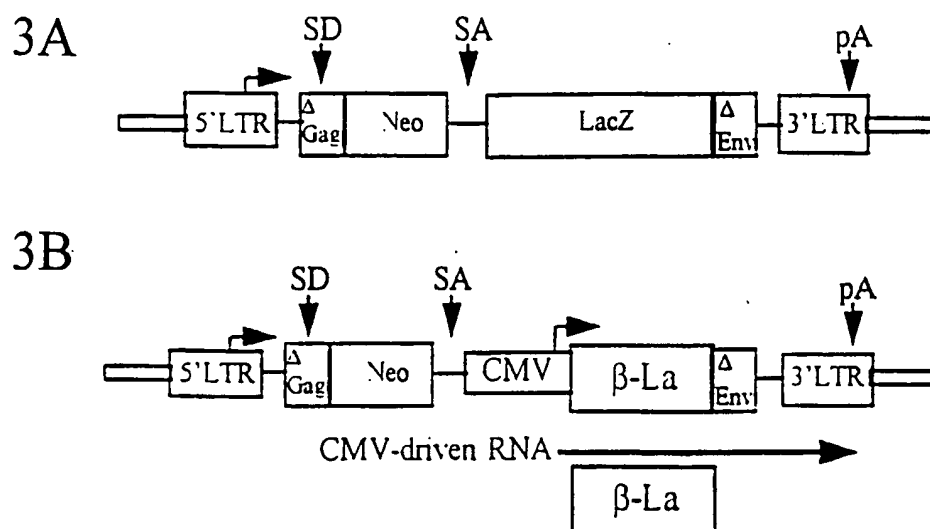 3A
SD SA pA
5'LTR Δ Gag Neo LacZ Δ Env 3'LTR
3B
SD SA pA
5'LTR Δ Gag Neo CMV β-La Δ Env 3'LTR
CMV-driven RNA
β-La